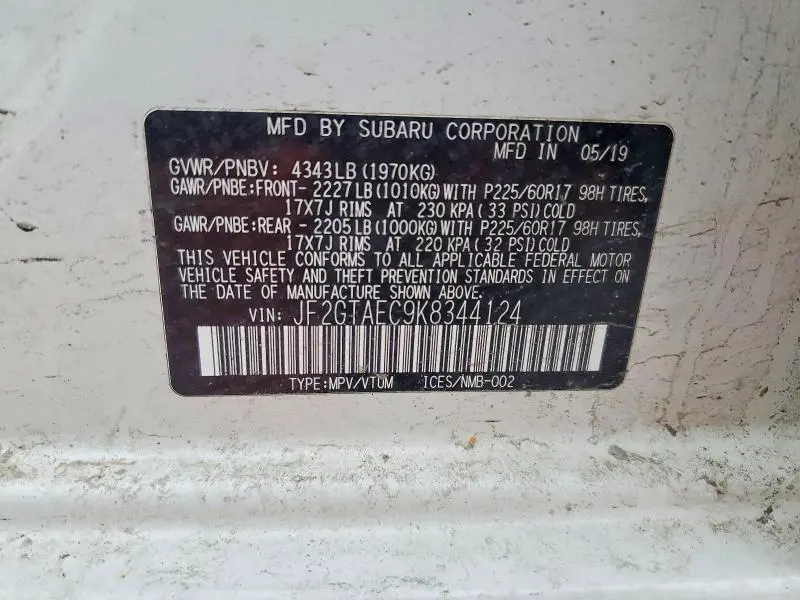 MFD BY SUBARU CORPORATION
MFD IN 05/19
GVWR/PNBV: 4343LB(1970KG)
GAWR/PNBE:FRONT- 2227LB(1010KG)WITH P225/60R17 98H TIRES,
17X7J RIMS AT 230 KPA(33 PSI)COLD
GAWR/PNBE:REAR - 2205LB(1000KG)WITH P225/60R17 98H TIRES,
17X7J RIMS AT 220 KPA(32 PSI)COLD
THIS VEHICLE CONFORMS TO ALL APPLICABLE FEDERAL MOTOR
VEHICLE SAFETY AND THEFT PREVENTION STANDARDS IN EFFECT ON
THE DATE OF MANUFACTURE SHOWN ABOVE.
VIN: JF2GTAEC9K8344124
TYPE:MPV/VTUM ICES/NMB-002